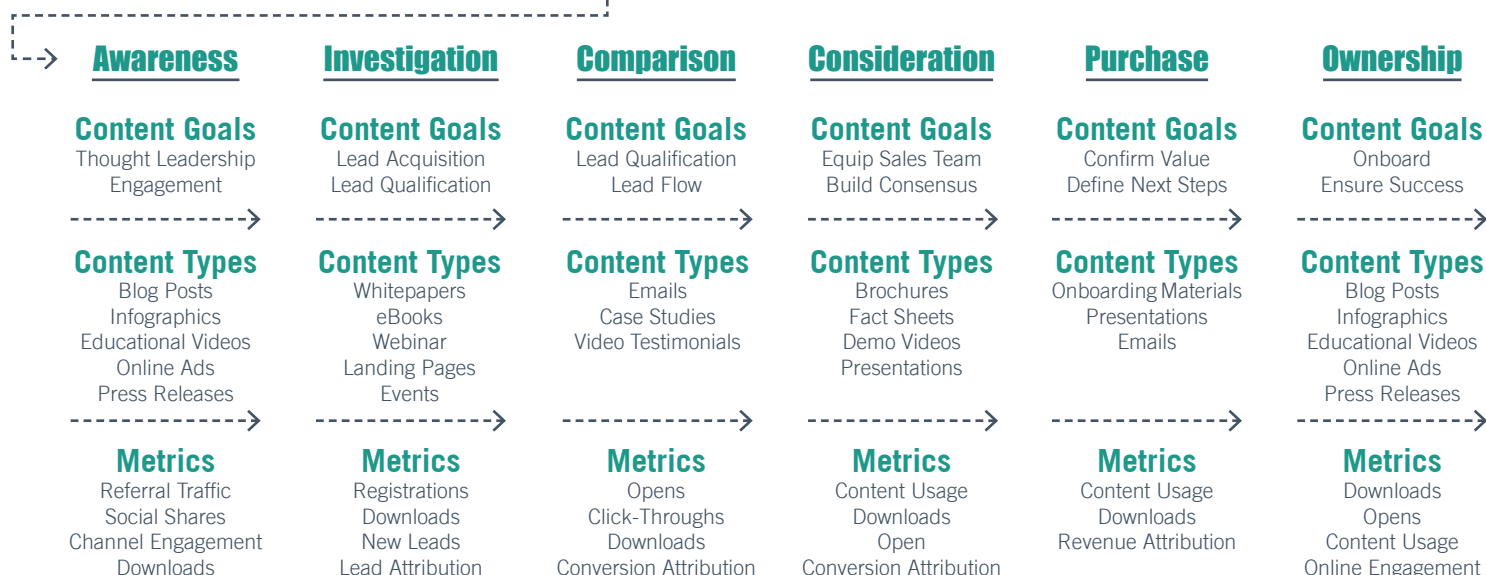 Awareness
Content Goals
Thought Leadership
Engagement
Content Types
Blog Posts
Infographics
Educational Videos
Online Ads
Press Releases
Metrics
Referral Traffic
Social Shares
Channel Engagement
Downloads
Investigation
Content Goals
Lead Acquisition
Lead Qualification
Content Types
Whitepapers
eBooks
Webinar
Landing Pages
Events
Metrics
Registrations
Downloads
New Leads
Lead Attribution
Comparison
Content Goals
Lead Qualification
Lead Flow
Content Types
Emails
Case Studies
Video Testimonials
Metrics
Opens
Click-Throughs
Downloads
Conversion Attribution
Consideration
Content Goals
Equip Sales Team
Build Consensus
Content Types
Brochures
Fact Sheets
Demo Videos
Presentations
Metrics
Content Usage
Downloads
Open
Conversion Attribution
Purchase
Content Goals
Confirm Value
Define Next Steps
Content Types
Onboarding Materials
Presentations
Emails
Metrics
Content Usage
Downloads
Revenue Attribution
Ownership
Content Goals
Onboard
Ensure Success
Content Types
Blog Posts
Infographics
Educational Videos
Online Ads
Press Releases
Metrics
Downloads
Opens
Content Usage
Online Engagement